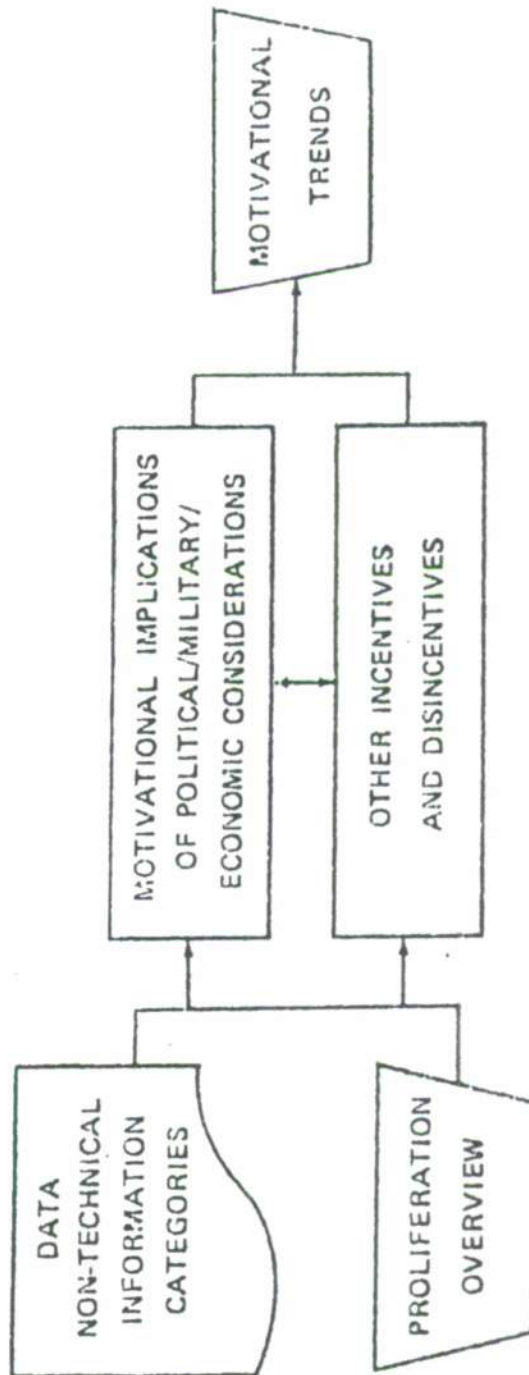 DATA
NON-TECHNICAL
INFORMATION
CATEGORIES
PROLIFERATION
OVERVIEW
MOTIVATIONAL IMPLICATIONS
OF POLITICAL/MILITARY/
ECONOMIC CONSIDERATIONS
OTHER INCENTIVES
AND DISINCENTIVES
MOTIVATIONAL
TRENDS